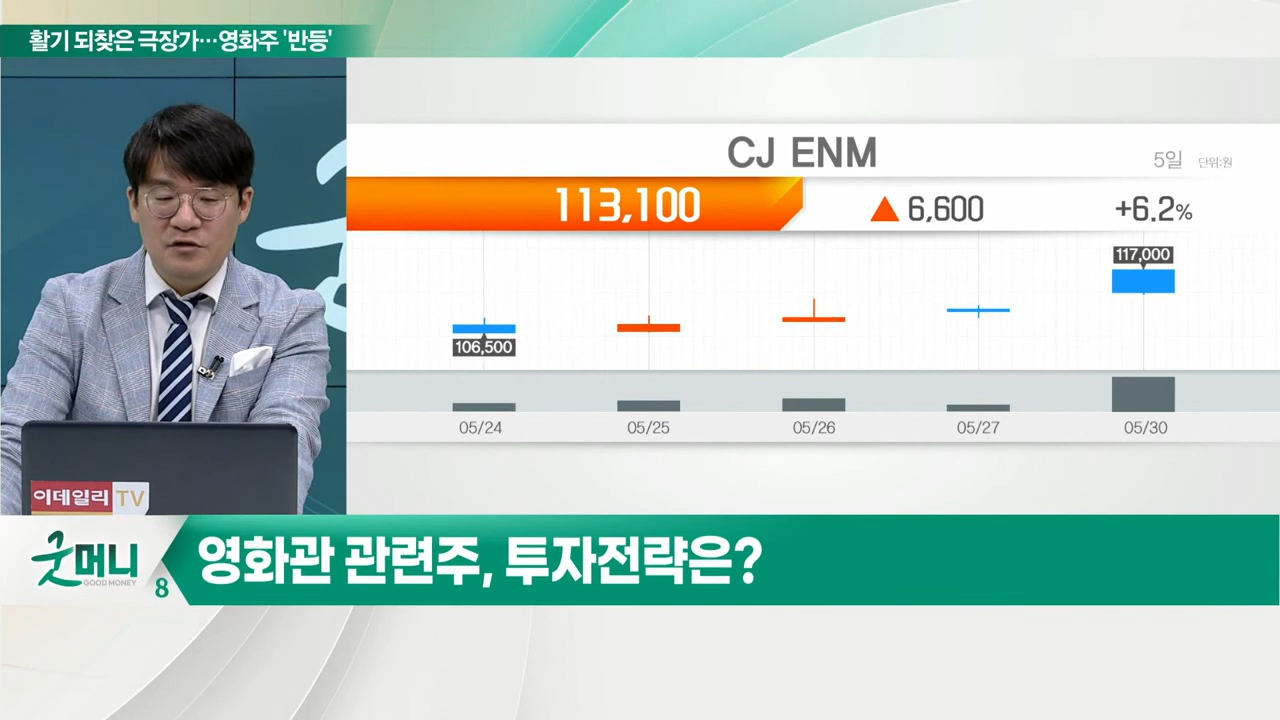 활기 되찾은 극장가…영화주 '반등'
CJ ENM
5일 단위:원
113,100 ▲ 6,600 +6.2%
117,000
106,500
05/24 05/25 05/26 05/27 05/30
이데일리 TV
굿머니
GOOD MONEY
8
영화관 관련주, 투자전략은?